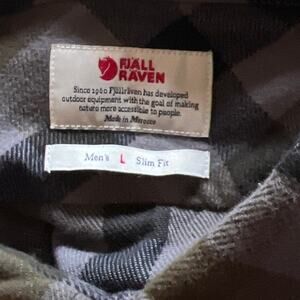 FJÄLL
RÄVEN
Since 1960 Fjällräven has developed
outdoor equipment with the goal of making
nature more accessible to people.
Made in Morocco
Men's L Slim Fit